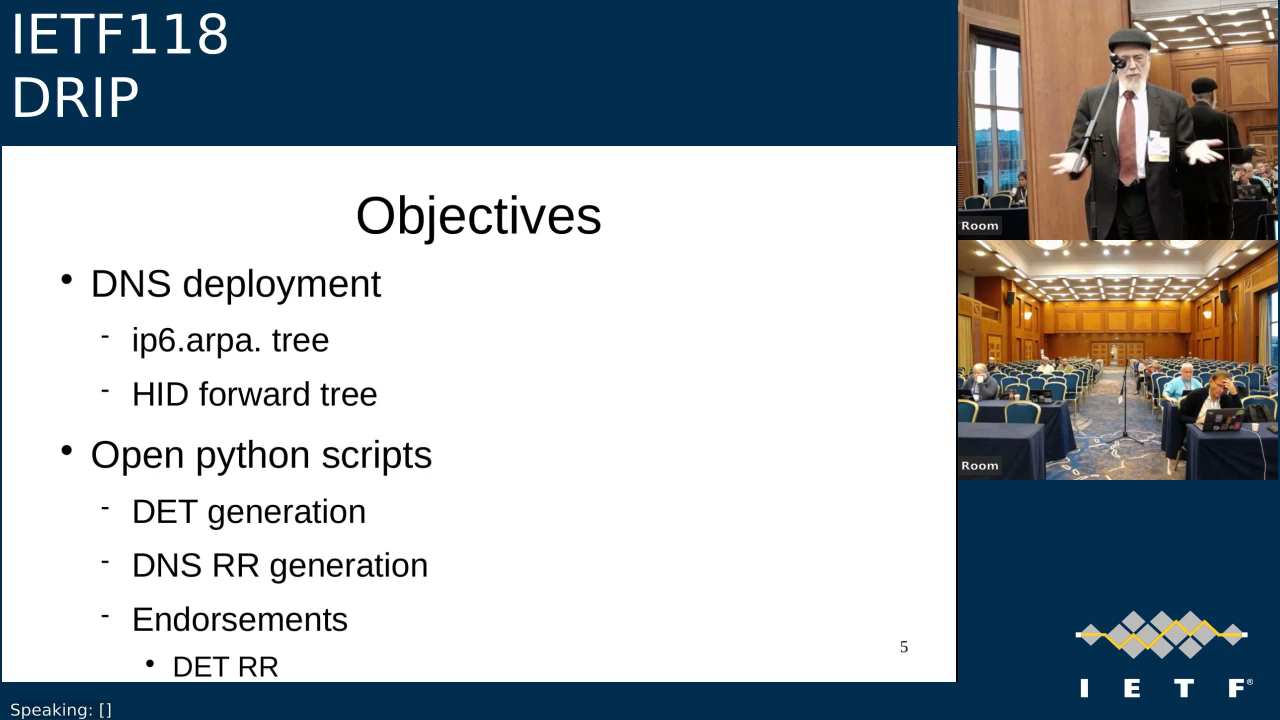 IETF118
DRIP
Objectives
• DNS deployment
- ip6.arpa. tree
- HID forward tree
• Open python scripts
- DET generation
- DNS RR generation
- Endorsements
• DET RR
5
Room
Room
I E T F®
Speaking: []